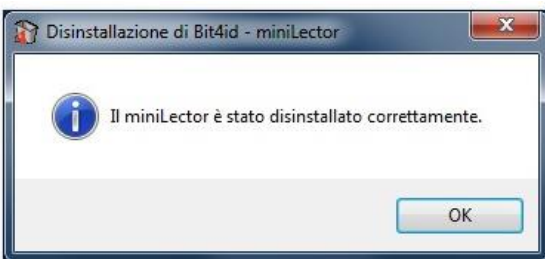 Disinstallazione di Bit4id - miniLector
Il miniLector è stato disinstallato correttamente.
OK